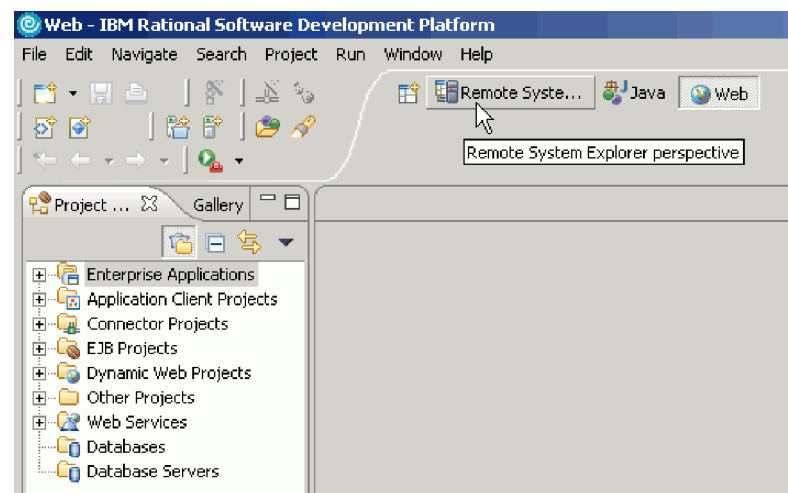 Web - IBM Rational Software Development Platform
File Edit Navigate Search Project Run Window Help
Remote Syste... Java Web
Remote System Explorer perspective
Project ... Gallery
Enterprise Applications
Application Client Projects
Connector Projects
EJB Projects
Dynamic Web Projects
Other Projects
Web Services
Databases
Database Servers